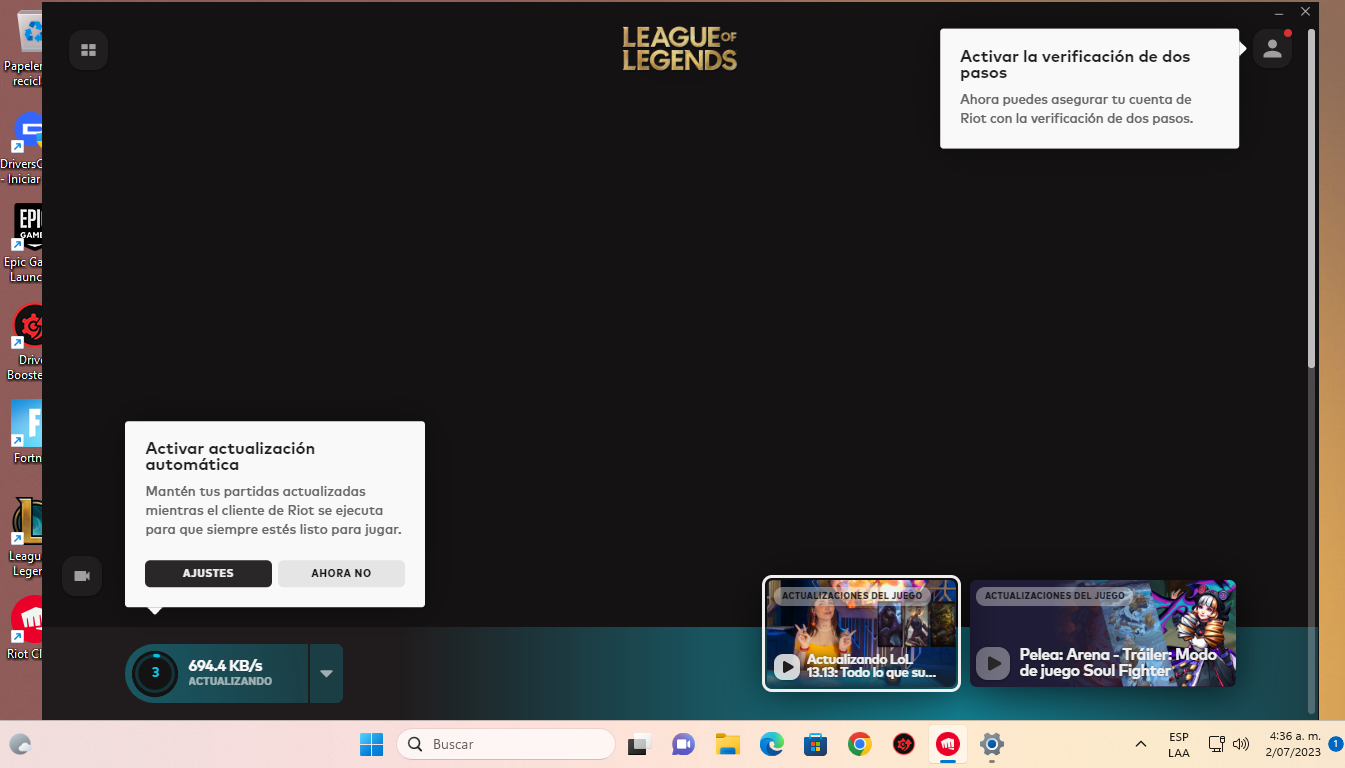 Papeler
recicl
DriversC
- Iniciar
EPI
GAME
Epic Ga
Launc
Drive
Booste
F
Fortn
Leagu
Leger
Riot Cl
LEAGUE OF
LEGENDS
Activar la verificación de dos
pasos
Ahora puedes asegurar tu cuenta de
Riot con la verificación de dos pasos.
Activar actualización
automática
Mantén tus partidas actualizadas
mientras el cliente de Riot se ejecuta
para que siempre estés listo para jugar.
AJUSTES
AHORA NO
3
694.4 KB/s
ACTUALIZANDO
ACTUALIZACIONES DEL JUEGO
Actualizando LoL
13.13: Todo lo que su...
ACTUALIZACIONES DEL JUEGO
Pelea: Arena - Tráiler: Modo
de juego Soul Fighter
Buscar
ESP
LAA
4:36 a. m.
2/07/2023
1